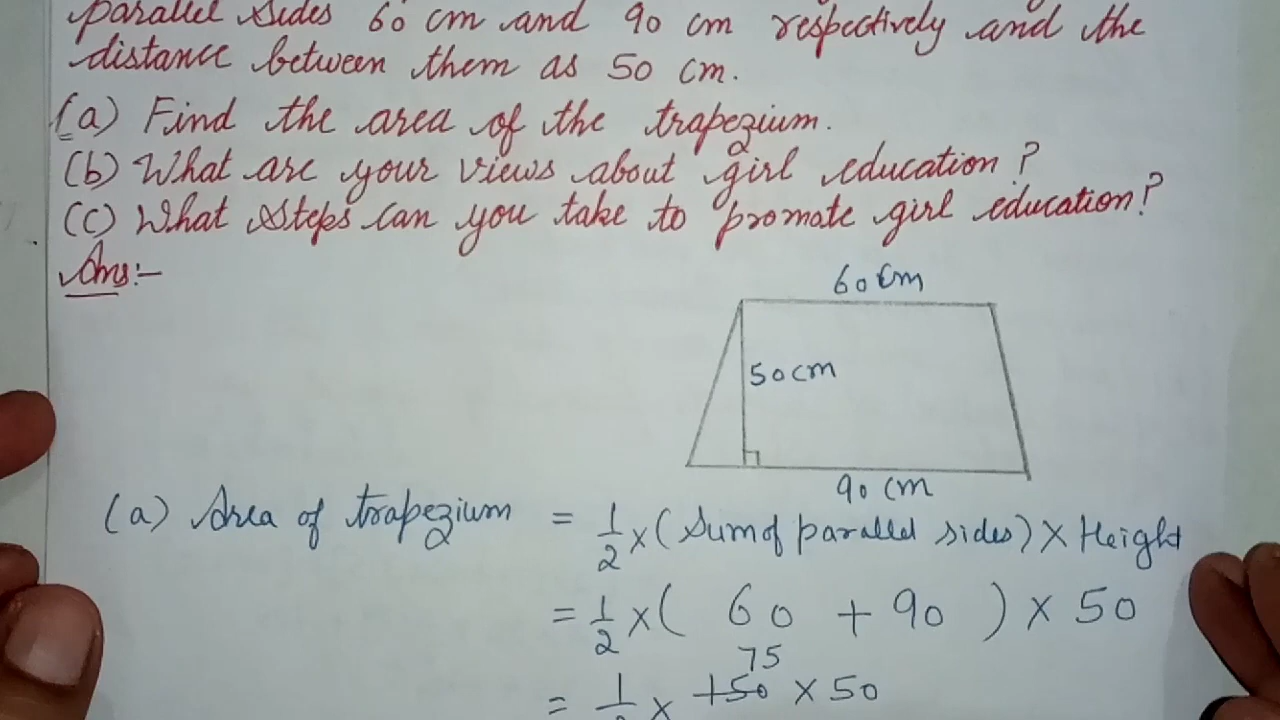 parallel sides 60 cm and 90 cm respectively and the
distance between them as 50 cm.
(a) Find the area of the trapezium.
(b) What are your views about girl education?
(c) What steps can you take to promate girl education?
Ans:-
60 cm
50cm
90 cm
(a) Area of trapezium = 1/2 × (Sum of parallel sides) × Height
= 1/2 × ( 60 + 90 ) × 50
75
= 1/2 × 150 × 50